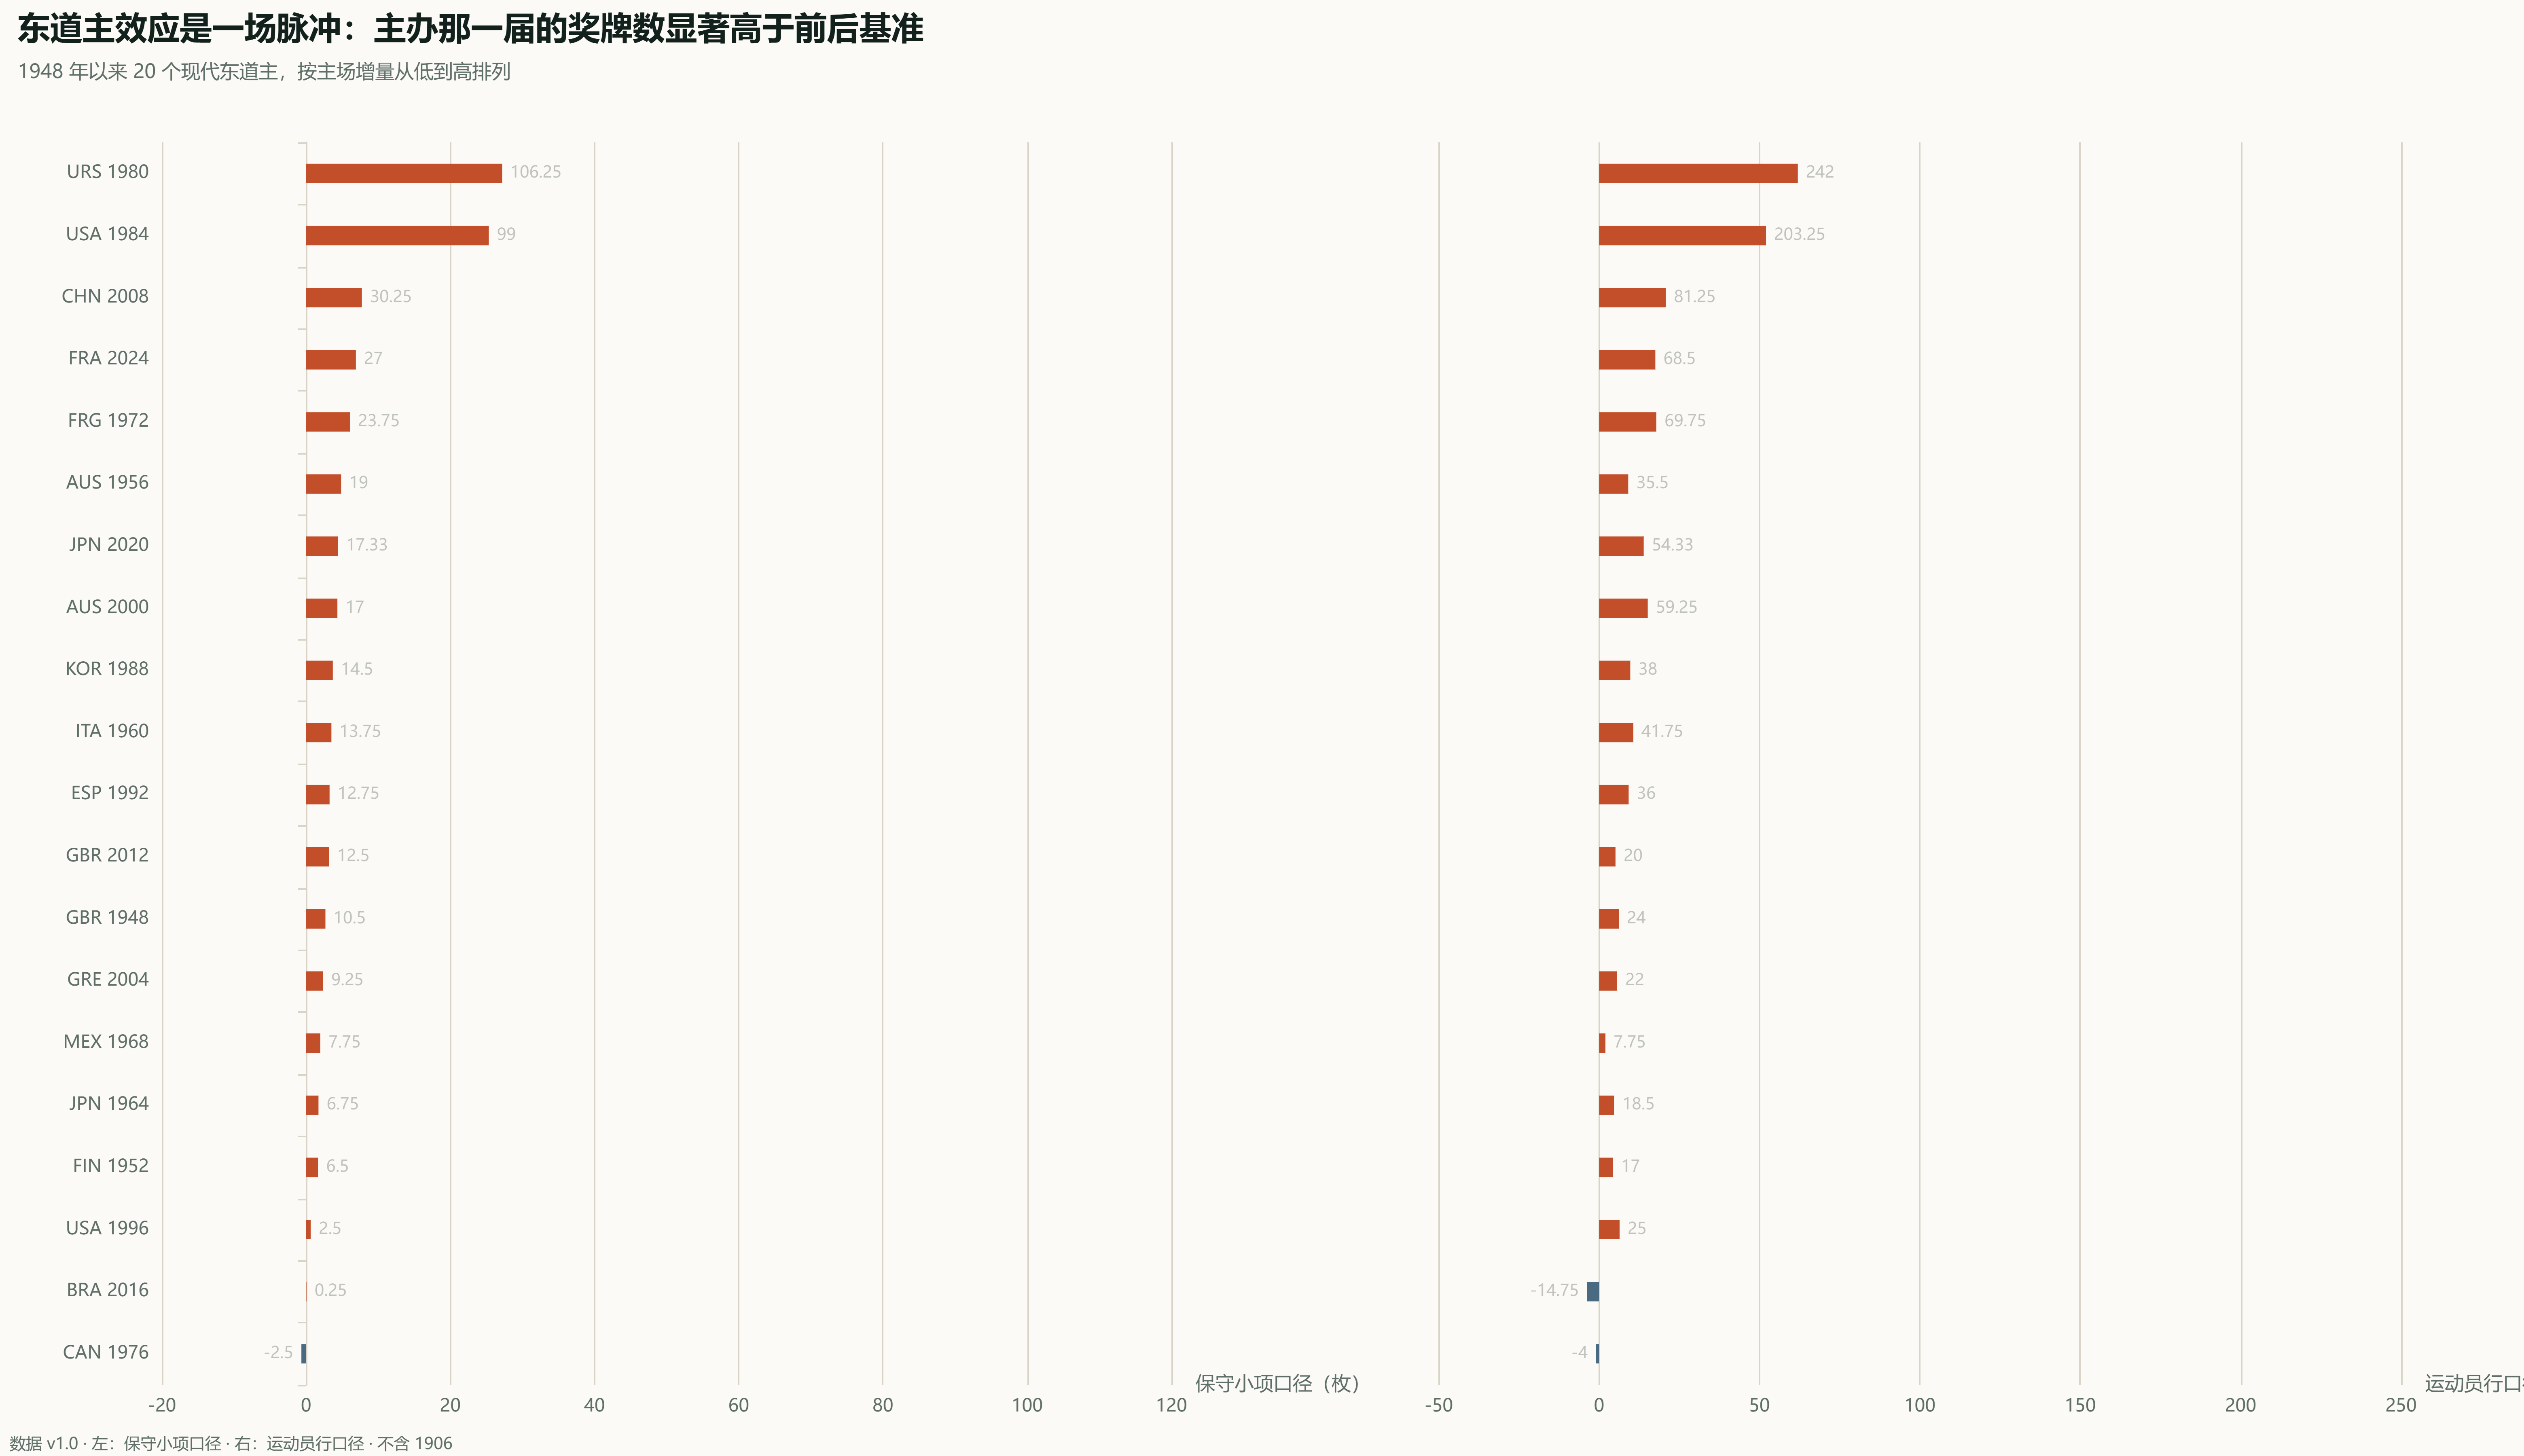 东道主效应是一场脉冲：主办那一届的奖牌数显著高于前后基准
1948 年以来 20 个现代东道主，按主场增量从低到高排列
URS 1980 106.25 242
USA 1984 99 203.25
CHN 2008 30.25 81.25
FRA 2024 27 68.5
FRG 1972 23.75 69.75
AUS 1956 19 35.5
JPN 2020 17.33 54.33
AUS 2000 17 59.25
KOR 1988 14.5 38
ITA 1960 13.75 41.75
ESP 1992 12.75 36
GBR 2012 12.5 20
GBR 1948 10.5 24
GRE 2004 9.25 22
MEX 1968 7.75 7.75
JPN 1964 6.75 18.5
FIN 1952 6.5 17
USA 1996 2.5 25
BRA 2016 0.25 -14.75
CAN 1976 -2.5 -4
保守小项口径（枚） 运动员行口
-20 0 20 40 60 80 100 120 -50 0 50 100 150 200 250
数据 v1.0 · 左：保守小项口径 · 右：运动员行口径 · 不含 1906